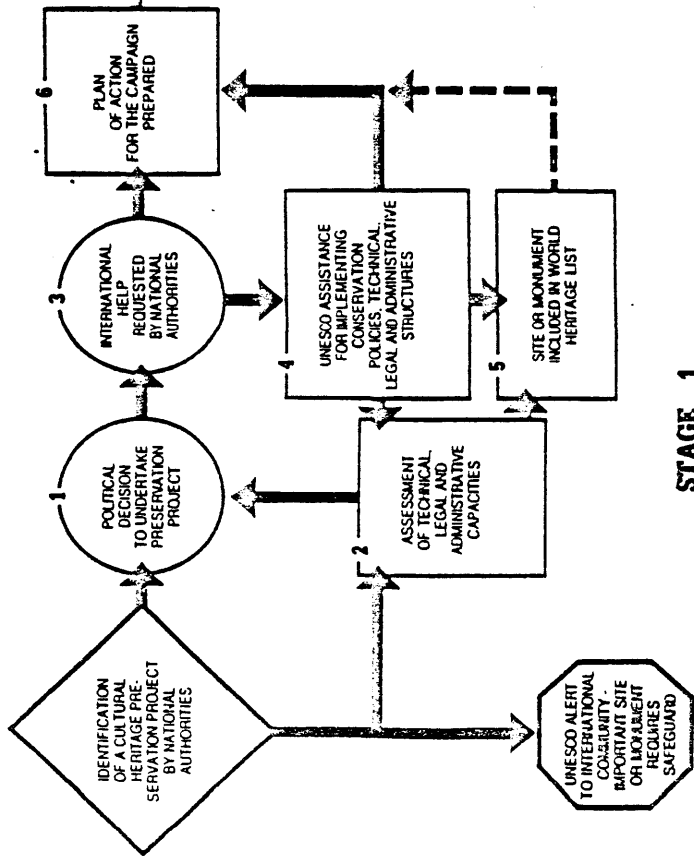 IDENTIFICATION
OF A CULTURAL
HERITAGE PRE-
SERVATION PROJECT
BY NATIONAL
AUTHORITIES
1
POLITICAL
DECISION
TO UNDERTAKE
PRESERVATION
PROJECT
3
INTERNATIONAL
HELP
REQUESTED
BY NATIONAL
AUTHORITIES
6
PLAN
OF ACTION
FOR THE CAMPAIGN
PREPARED
2
ASSESSMENT
OF TECHNICAL,
LEGAL AND
ADMINISTRATIVE
CAPACITIES
4
UNESCO ASSISTANCE
FOR IMPLEMENTING
CONSERVATION
POLICIES, TECHNICAL,
LEGAL AND ADMINISTRATIVE
STRUCTURES
5
SITE OR MONUMENT
INCLUDED IN WORLD
HERITAGE LIST
UNESCO ALERT
TO INTERNATIONAL
COMMUNITY -
IMPORTANT SITE
OR MONUMENT
REQUIRES
SAFEGUARD
STAGE 1